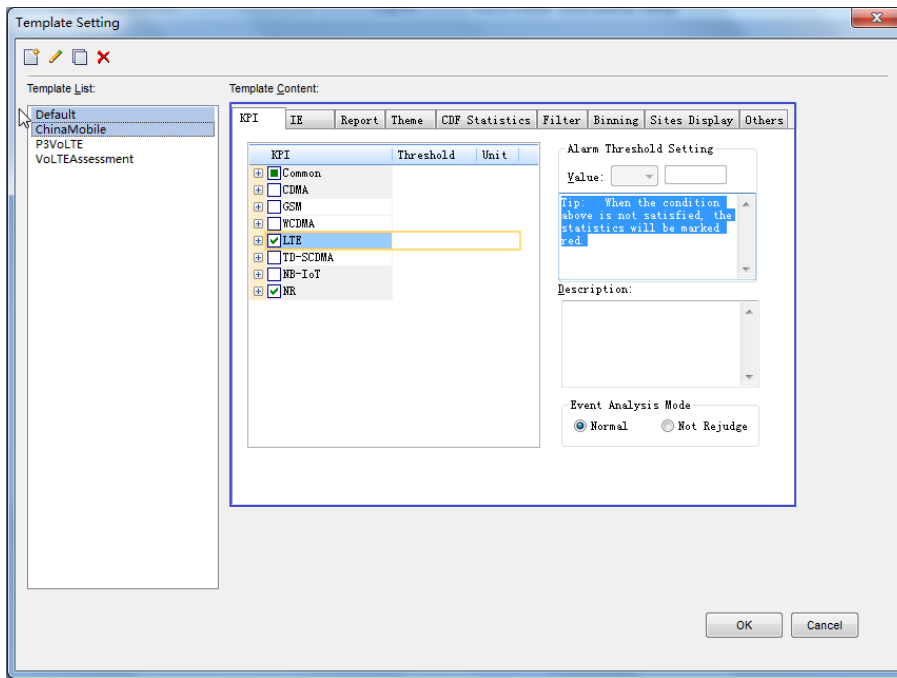 Template Setting
Template List:
Default
ChinaMobile
P3VoLTE
VoLTEAssessment
Template Content:
KPI IE Report Theme CDF Statistics Filter Binning Sites Display Others
KPI Threshold Unit
Common
CDMA
GSM
WCDMA
LTE
TD-SCDMA
NB-IoT
NR
Alarm Threshold Setting
Value:
Tip: When the condition
above is not satisfied, the
statistics will be marked
red.
Description:
Event Analysis Mode
Normal Not Rejudge
OK Cancel